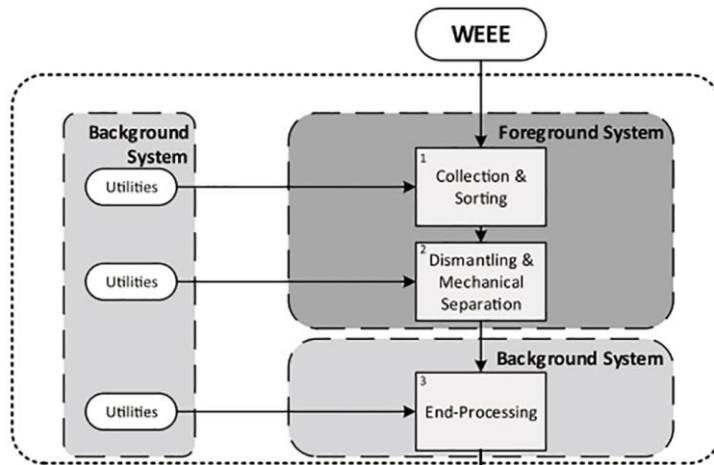 WEEE
Background
System
Foreground System
1
Collection &
Sorting
Utilities
2
Dismantling &
Mechanical
Separation
Utilities
Background System
3
End-Processing
Utilities